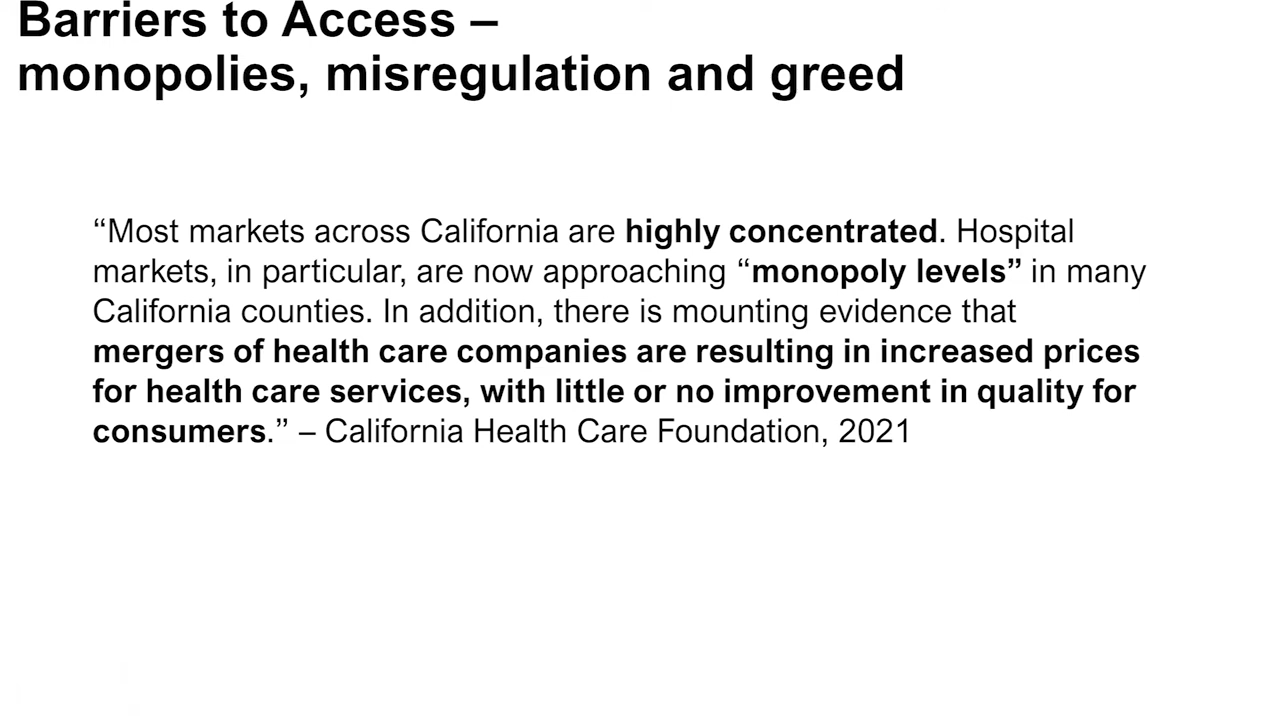 Barriers to Access –
monopolies, misregulation and greed
“Most markets across California are highly concentrated. Hospital
markets, in particular, are now approaching “monopoly levels” in many
California counties. In addition, there is mounting evidence that
mergers of health care companies are resulting in increased prices
for health care services, with little or no improvement in quality for
consumers.” – California Health Care Foundation, 2021